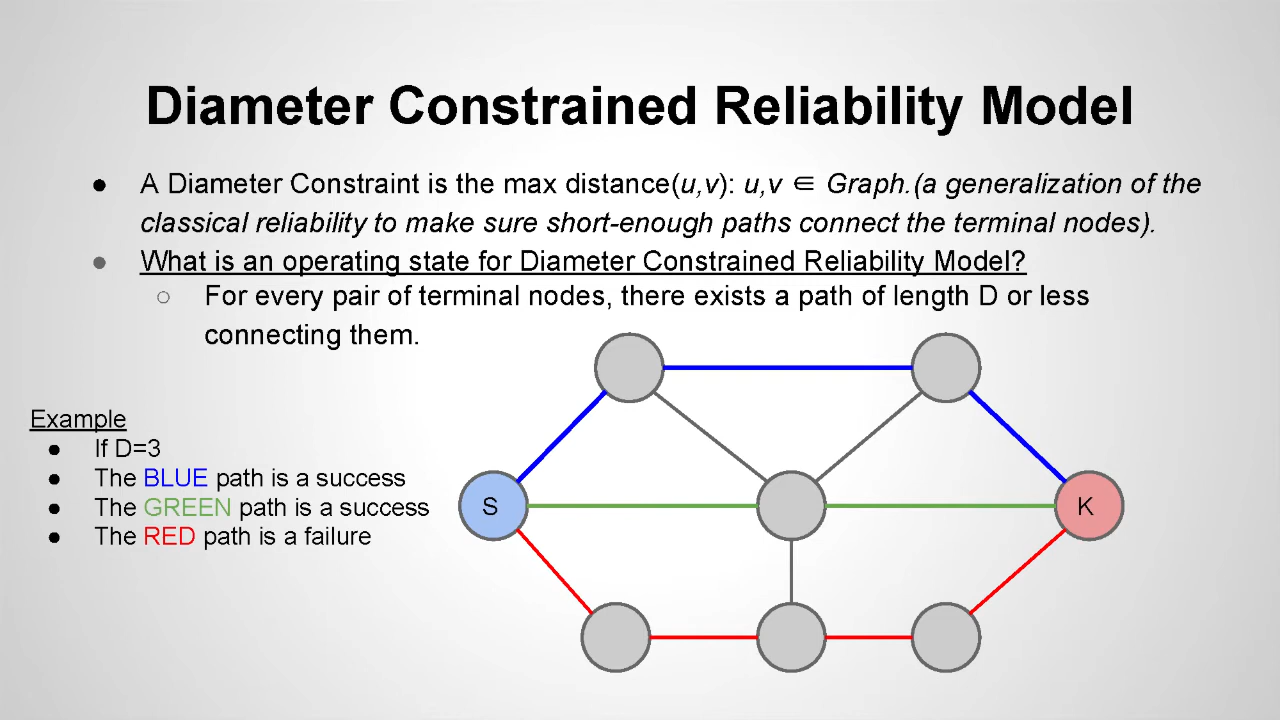 Diameter Constrained Reliability Model
● A Diameter Constraint is the max distance(u,v): u,v ∈ Graph.(a generalization of the
classical reliability to make sure short-enough paths connect the terminal nodes).
● What is an operating state for Diameter Constrained Reliability Model?
○ For every pair of terminal nodes, there exists a path of length D or less
connecting them.
Example
● If D=3
● The BLUE path is a success
● The GREEN path is a success
● The RED path is a failure
S
K